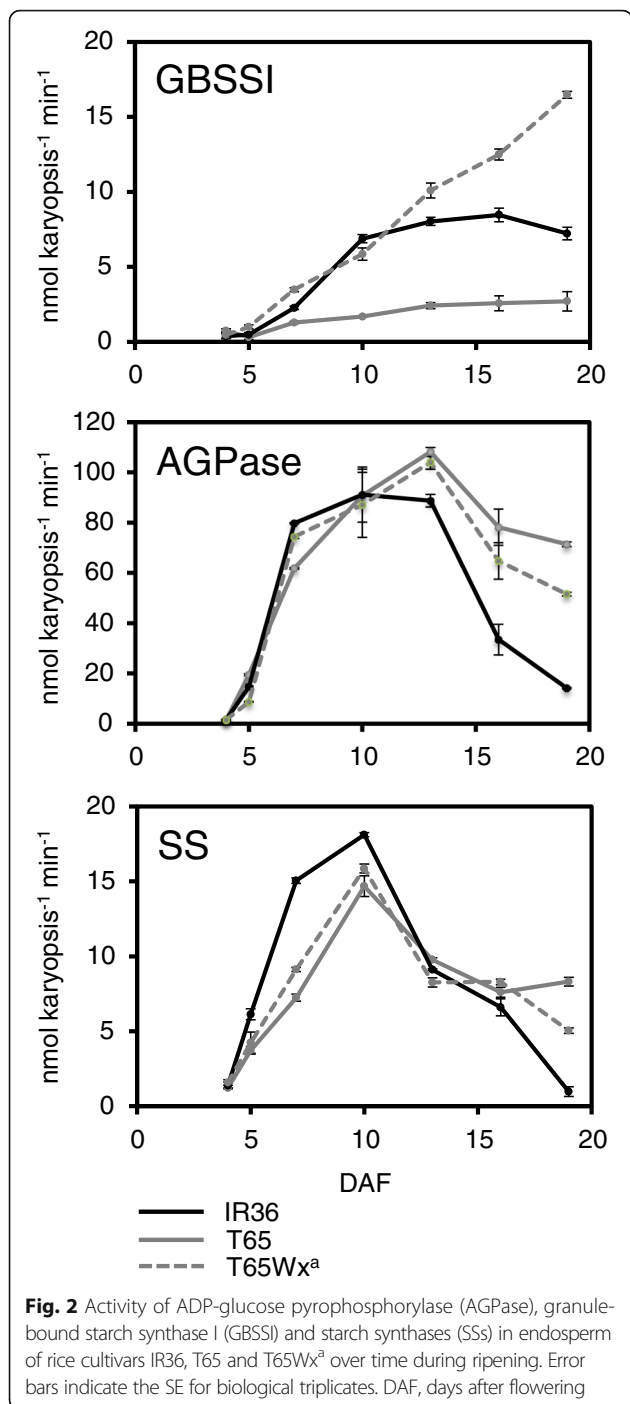 20
GBSSI
15
10
5
0
nmol karyopsis⁻¹ min⁻¹
0 5 10 15 20
120
AGPase
100
80
60
40
20
0
nmol karyopsis⁻¹ min⁻¹
0 5 10 15 20
20
SS
15
10
5
0
nmol karyopsis⁻¹ min⁻¹
0 5 10 15 20
DAF
IR36
T65
T65Wxᵃ
Fig. 2 Activity of ADP-glucose pyrophosphorylase (AGPase), granule-
bound starch synthase I (GBSSI) and starch synthases (SSs) in endosperm
of rice cultivars IR36, T65 and T65Wxᵃ over time during ripening. Error
bars indicate the SE for biological triplicates. DAF, days after flowering